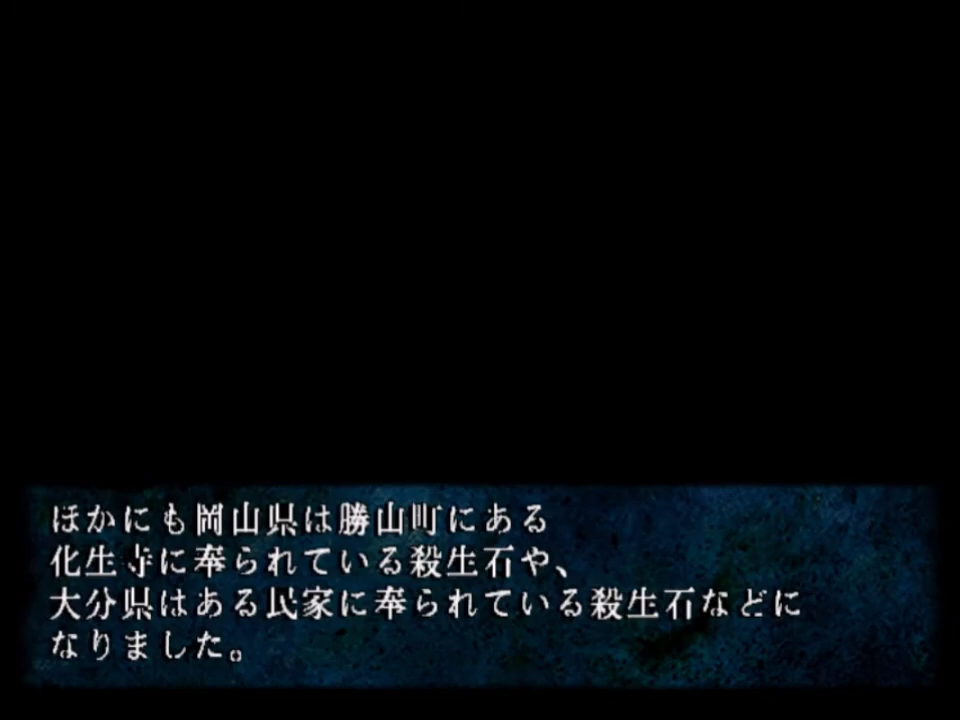 ほかにも岡山県は勝山町にある
化生寺に奉られている殺生石や、
大分県はある民家に奉られている殺生石などに
なりました。